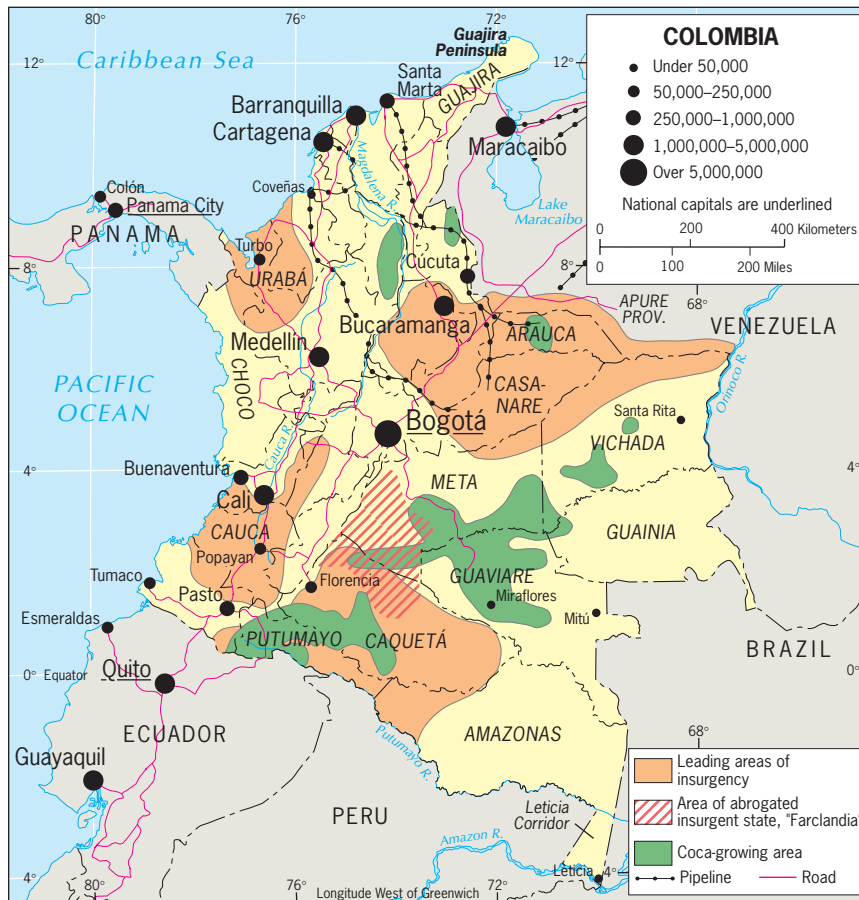 80°
76°
72°
12°
Caribbean Sea
Guajira
Peninsula
12°
COLOMBIA
Under 50,000
50,000–250,000
250,000–1,000,000
1,000,000–5,000,000
Over 5,000,000
National capitals are underlined
0 200 400 Kilometers
0 100 200 Miles
Santa
Marta
GUAJIRA
Barranquilla
Cartagena
Maracaibo
Magdalena R.
Colón
Panama City
PANAMA
Coveñas
Lake
Maracaibo
Turbo
URABÁ
8°
Cúcuta
8°
68°
APURE
PROV.
VENEZUELA
Bucaramanga
ARAUCA
Medellín
CHOCO
CASA-
NARE
Orinoco R.
PACIFIC
OCEAN
Bogotá
Santa Rita
VICHADA
Cauca R.
4°
Buenaventura
META
4°
Cali
CAUCA
GUAINIA
Popayan
Tumaco
Florencia
GUAVIARE
Miraflores
Pasto
Mitú
Esmeraldas
PUTUMAYO
CAQUETÁ
BRAZIL
0°
Equator
Quito
0°
ECUADOR
AMAZONAS
68°
Putumayo R.
Guayaquil
PERU
Leticia
Corridor
Amazon R.
Leticia
4°
4°
80°
76°
72°
Longitude West of Greenwich
Leading areas of
insurgency
Area of abrogated
insurgent state, "Farclandia"
Coca-growing area
Pipeline
Road